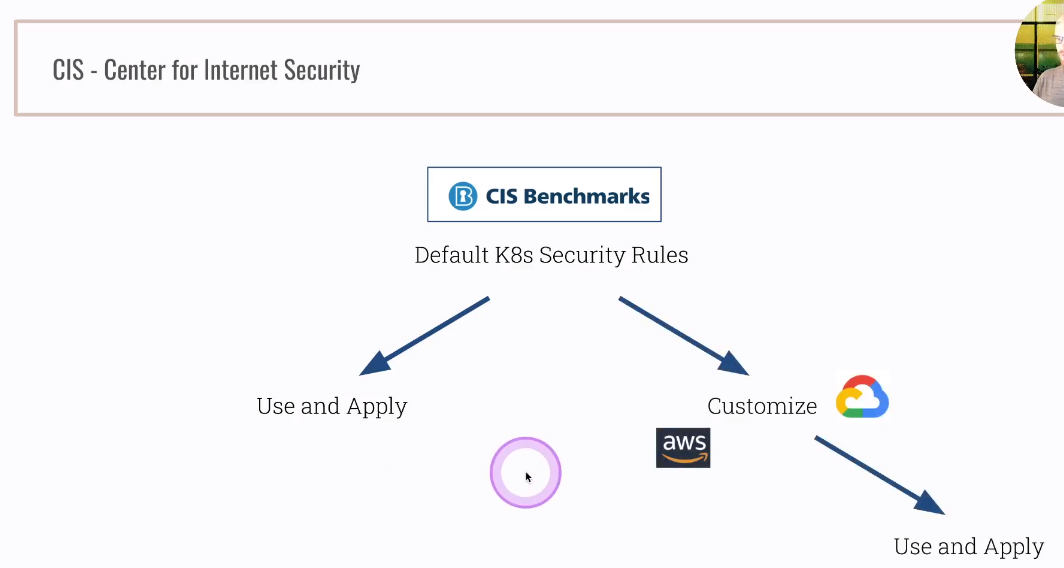 CIS - Center for Internet Security
CIS Benchmarks
Default K8s Security Rules
Use and Apply
Customize
aws
Use and Apply